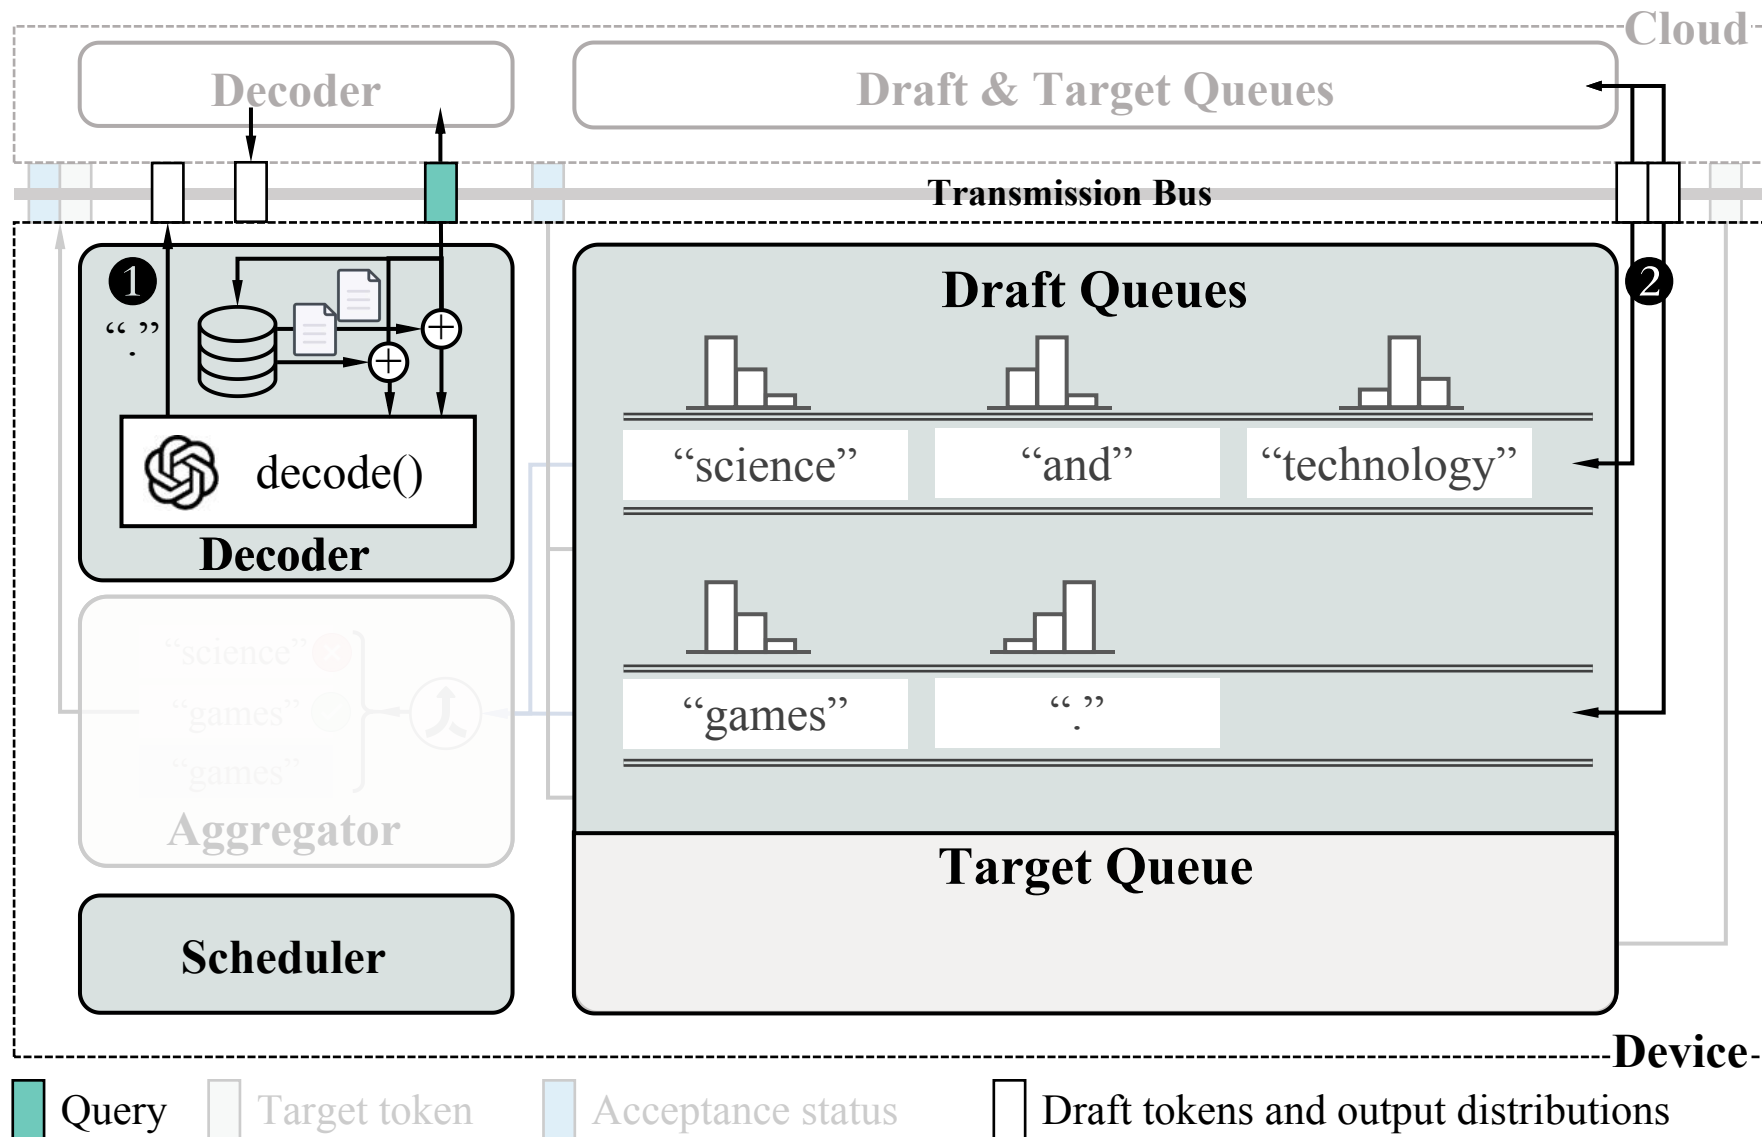 Cloud
Decoder
Draft & Target Queues
Transmission Bus
1
“.”
decode()
Decoder
Draft Queues
2
“science” “and” “technology”
“games” “.”
“science”
“games”
“games”
Aggregator
Target Queue
Scheduler
Device
Query
Target token
Acceptance status
Draft tokens and output distributions